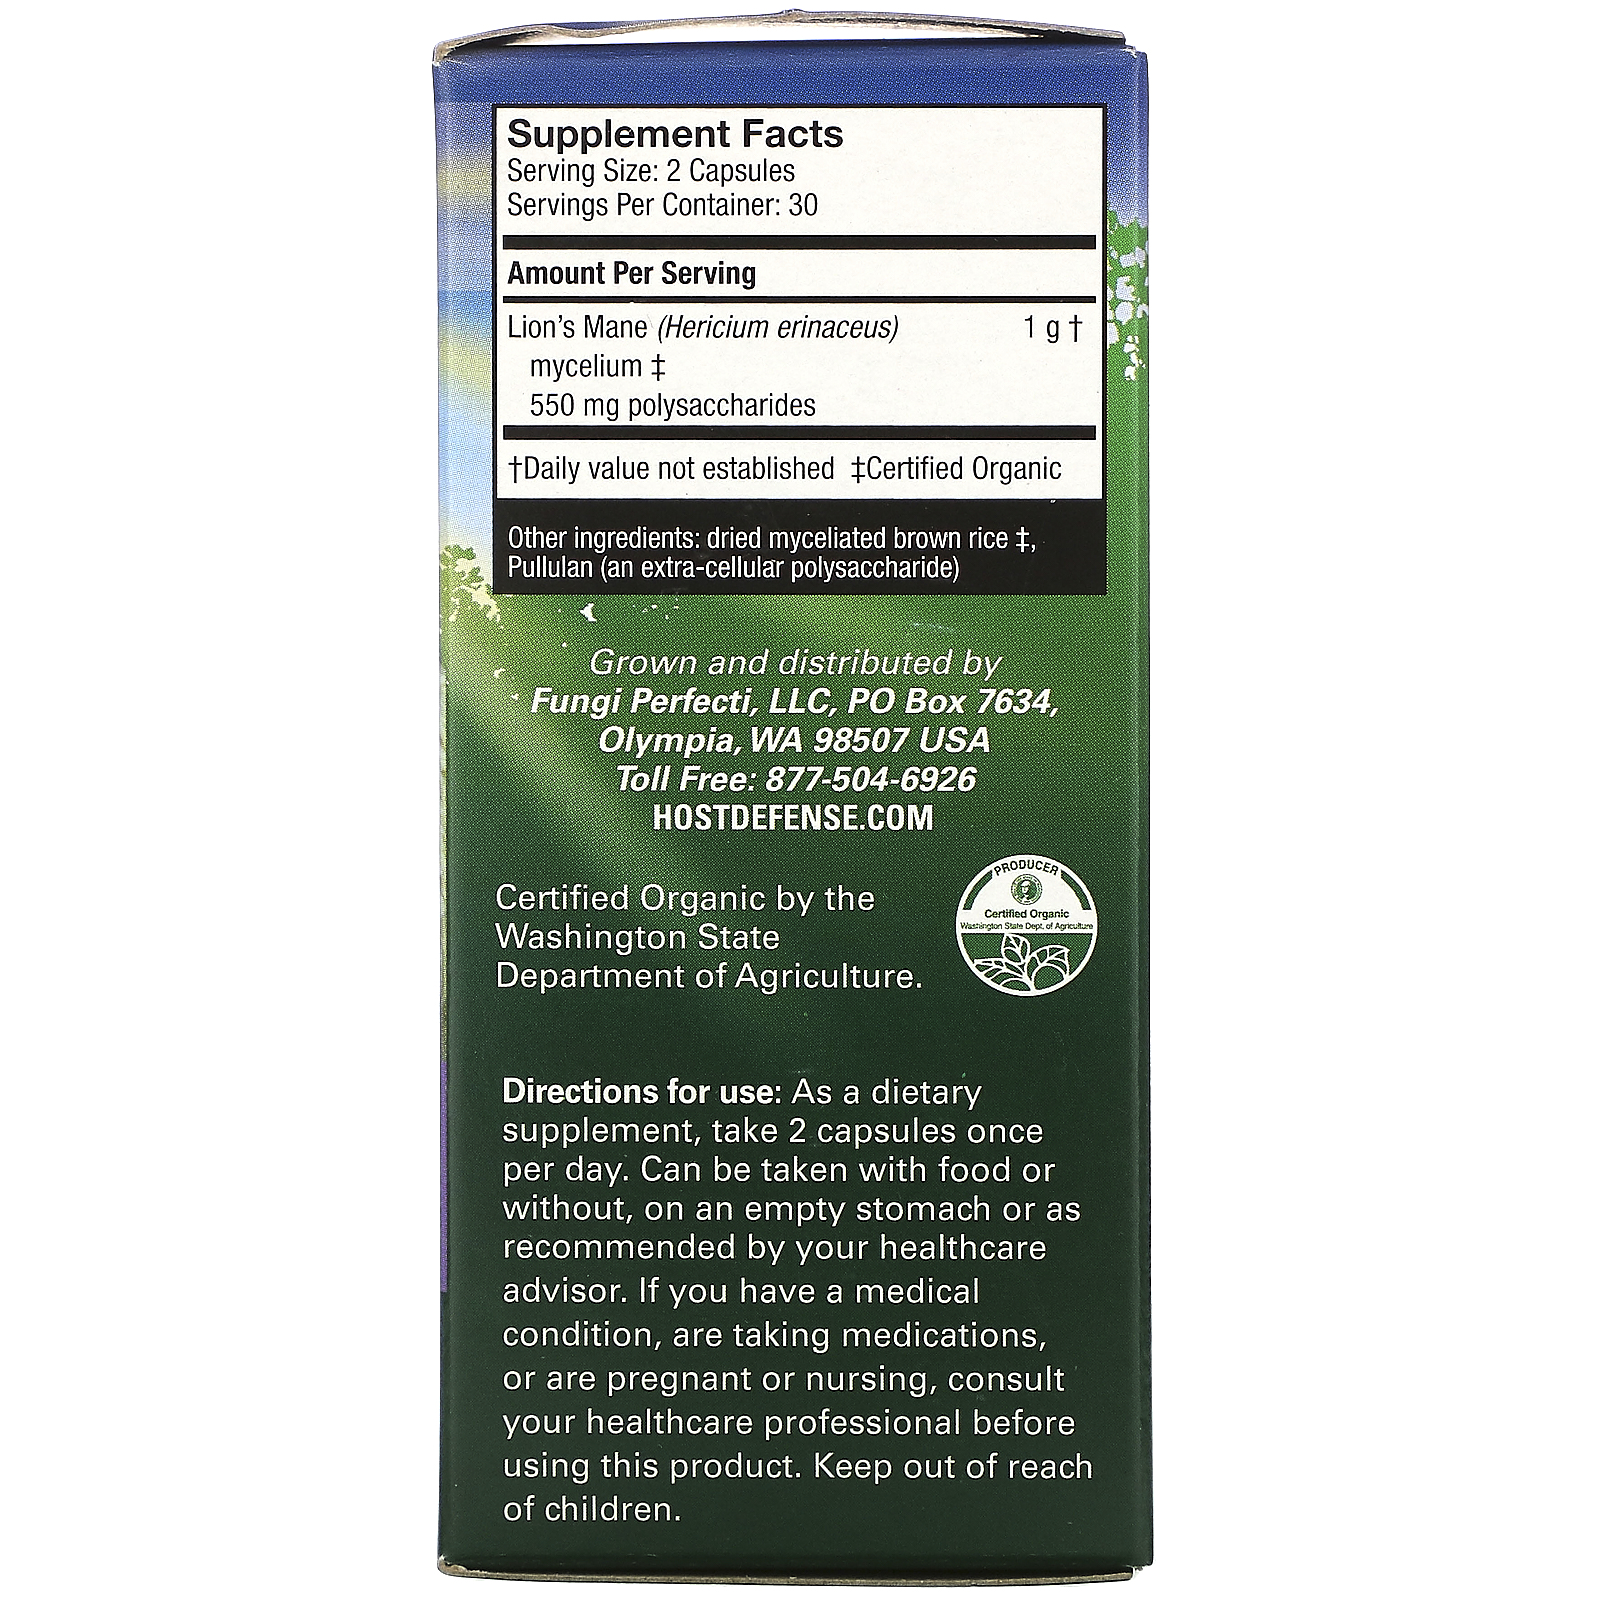 Supplement Facts
Serving Size: 2 Capsules
Servings Per Container: 30
Amount Per Serving
Lion's Mane (Hericium erinaceus) 1 g †
mycelium ‡
550 mg polysaccharides
†Daily value not established ‡Certified Organic
Other ingredients: dried myceliated brown rice ‡,
Pullulan (an extra-cellular polysaccharide)
Grown and distributed by
Fungi Perfecti, LLC, PO Box 7634,
Olympia, WA 98507 USA
Toll Free: 877-504-6926
HOSTDEFENSE.COM
Certified Organic by the
Washington State
Department of Agriculture.
PRODUCER
Certified Organic
Washington State Dept. of Agriculture
Directions for use: As a dietary
supplement, take 2 capsules once
per day. Can be taken with food or
without, on an empty stomach or as
recommended by your healthcare
advisor. If you have a medical
condition, are taking medications,
or are pregnant or nursing, consult
your healthcare professional before
using this product. Keep out of reach
of children.